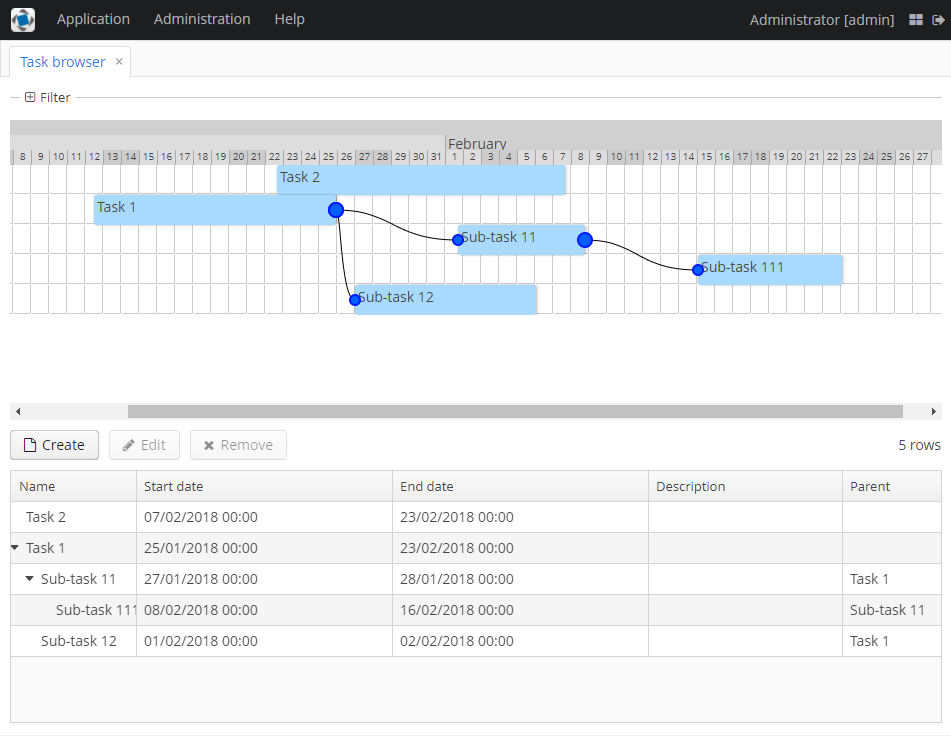 Application Administration Help Administrator [admin]
Task browser ×
Filter
February
8 9 10 11 12 13 14 15 16 17 18 19 20 21 22 23 24 25 26 27 28 29 30 31 1 2 3 4 5 6 7 8 9 10 11 12 13 14 15 16 17 18 19 20 21 22 23 24 25 26 27
Task 2
Task 1
Sub-task 11
Sub-task 111
Sub-task 12
Create Edit Remove 5 rows
Name Start date End date Description Parent
Task 2 07/02/2018 00:00 23/02/2018 00:00
Task 1 25/01/2018 00:00 23/02/2018 00:00
Sub-task 11 27/01/2018 00:00 28/01/2018 00:00 Task 1
Sub-task 111 08/02/2018 00:00 16/02/2018 00:00 Sub-task 11
Sub-task 12 01/02/2018 00:00 02/02/2018 00:00 Task 1